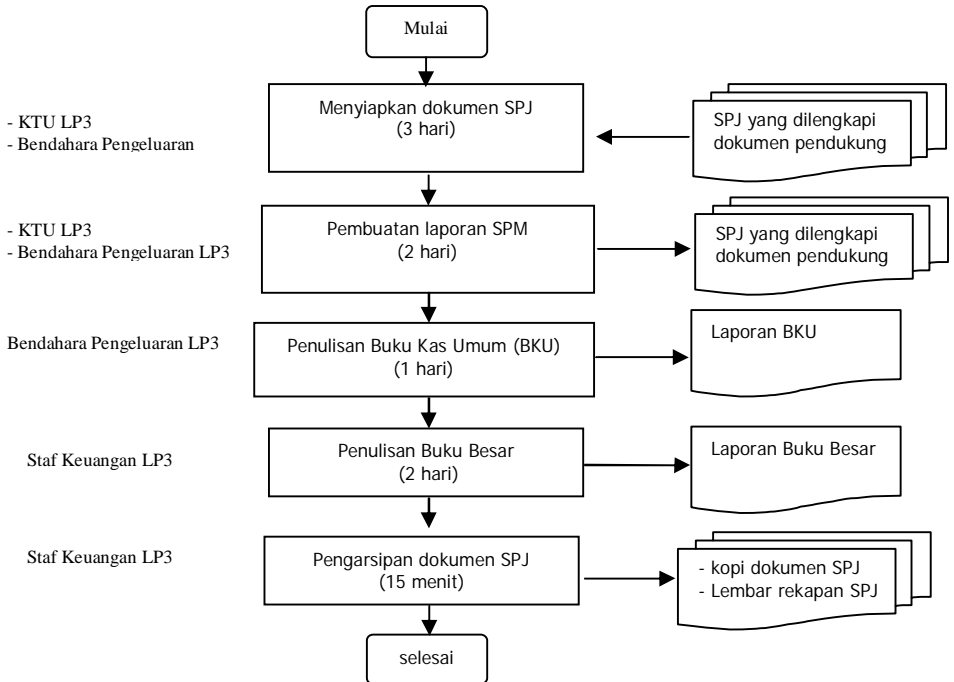 Mulai
- KTU LP3
- Bendahara Pengeluaran
Menyiapkan dokumen SPJ
(3 hari)
SPJ yang dilengkapi
dokumen pendukung
- KTU LP3
- Bendahara Pengeluaran LP3
Pembuatan laporan SPM
(2 hari)
SPJ yang dilengkapi
dokumen pendukung
Bendahara Pengeluaran LP3
Penulisan Buku Kas Umum (BKU)
(1 hari)
Laporan BKU
Staf Keuangan LP3
Penulisan Buku Besar
(2 hari)
Laporan Buku Besar
Staf Keuangan LP3
Pengarsipan dokumen SPJ
(15 menit)
- kopi dokumen SPJ
- Lembar rekapan SPJ
selesai